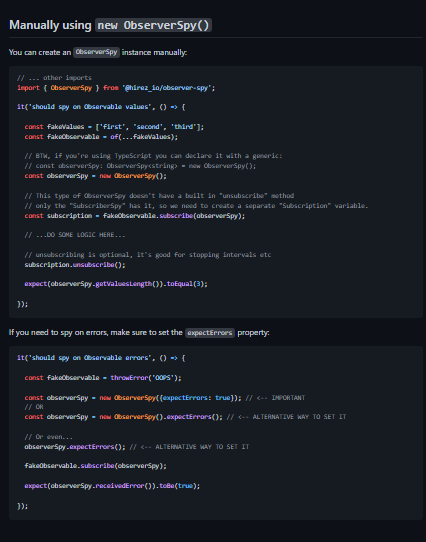 Manually using new ObserverSpy()
You can create an ObserverSpy instance manually:
// ... other imports
import { ObserverSpy } from '@hirez_io/observer-spy';
it('should spy on Observable values', () => {
const fakeValues = ['first', 'second', 'third'];
const fakeObservable = of(...fakeValues);
// BTW, if you're using TypeScript you can declare it with a generic:
// const observerSpy: ObserverSpy<string> = new ObserverSpy();
const observerSpy = new ObserverSpy();
// This type of ObserverSpy doesn't have a built in "unsubscribe" method
// only the "SubscriberSpy" has it, so we need to create a separate "Subscription" variable.
const subscription = fakeObservable.subscribe(observerSpy);
// ...DO SOME LOGIC HERE...
// unsubscribing is optional, it's good for stopping intervals etc
subscription.unsubscribe();
expect(observerSpy.getValuesLength()).toEqual(3);
});
If you need to spy on errors, make sure to set the expectErrors property:
it('should spy on Observable errors', () => {
const fakeObservable = throwError('OOPS');
const observerSpy = new ObserverSpy({expectErrors: true}); // <-- IMPORTANT
// OR
const observerSpy = new ObserverSpy().expectErrors(); // <-- ALTERNATIVE WAY TO SET IT
// Or even...
observerSpy.expectErrors(); // <-- ALTERNATIVE WAY TO SET IT
fakeObservable.subscribe(observerSpy);
expect(observerSpy.receivedError()).toBe(true);
});